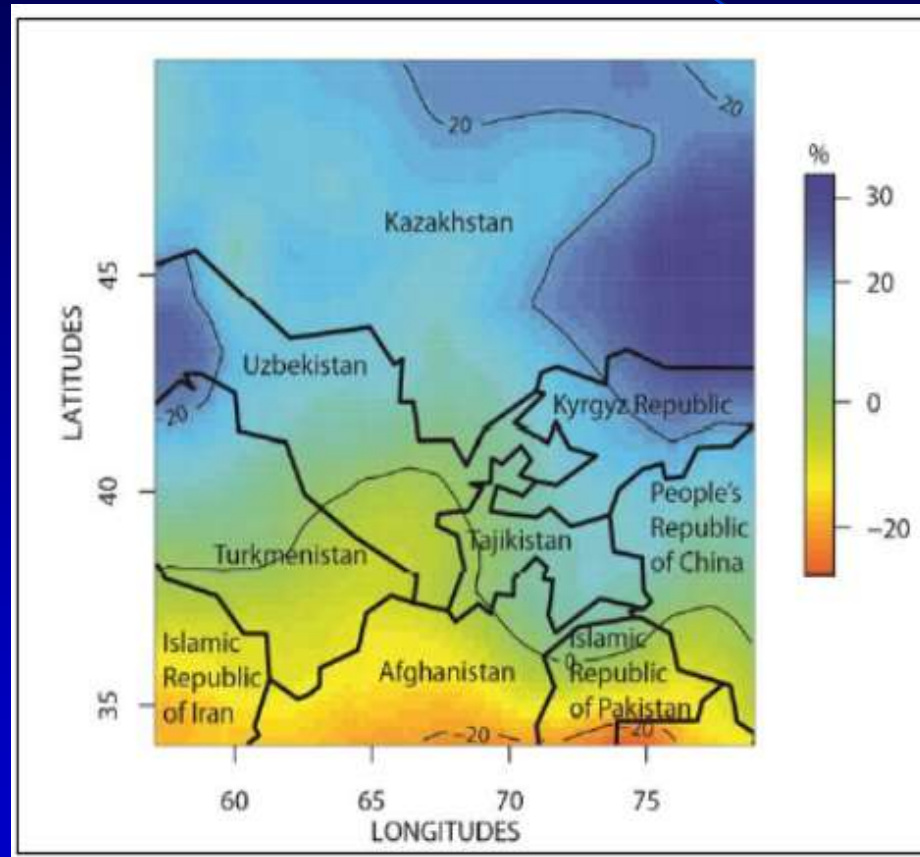 20
20
%
30
20
0
−20
Kazakhstan
45
Uzbekistan
20
Kyrgyz Republic
LATITUDES
40
People's
Republic
of China
Tajikistan
Turkmenistan
Islamic
Republic
of Iran
Afghanistan
0
Islamic
Republic
of Pakistan
35
−20
−20
60
65
70
75
LONGITUDES